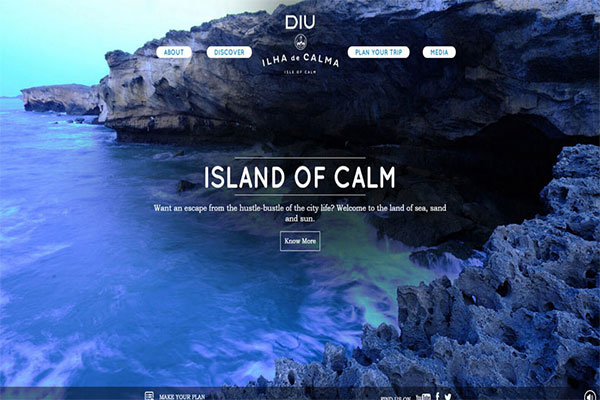 DIU
ABOUT
DISCOVER
ILHA de CALMA
ISLE OF CALM
PLAN YOUR TRIP
MEDIA
ISLAND OF CALM
Want an escape from the hustle-bustle of the city life? Welcome to the land of sea, sand
and sun.
Know More
MAKE YOUR PLAN
FIND US ON
You Tube